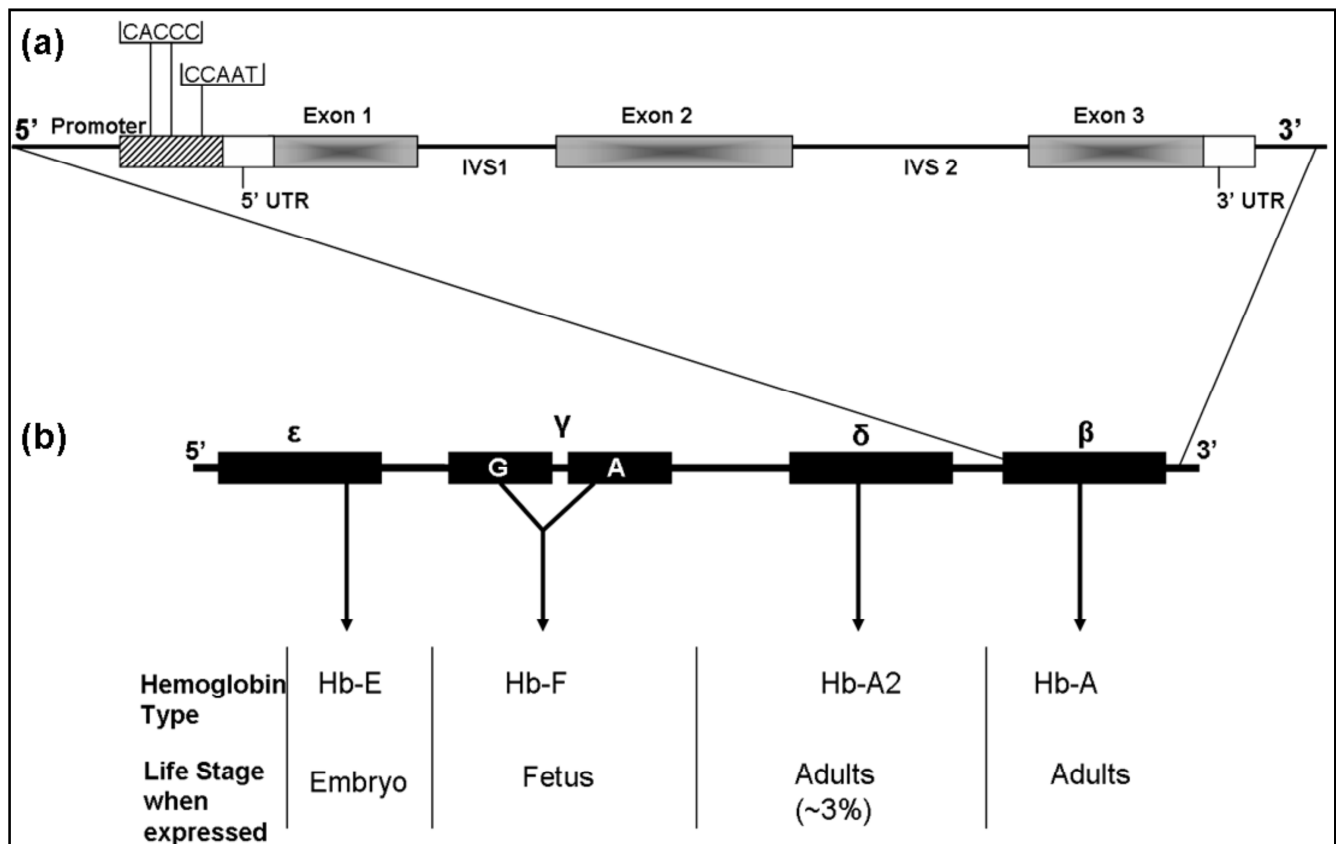 (a)
CACCC
CCAAT
5’ Promoter Exon 1 Exon 2 Exon 3 3’
IVS1 IVS 2
5’ UTR 3’ UTR
(b)
ε γ δ β
5’ G A 3’
Hemoglobin Type Hb-E Hb-F Hb-A2 Hb-A
Life Stage when expressed Embryo Fetus Adults (~3%) Adults